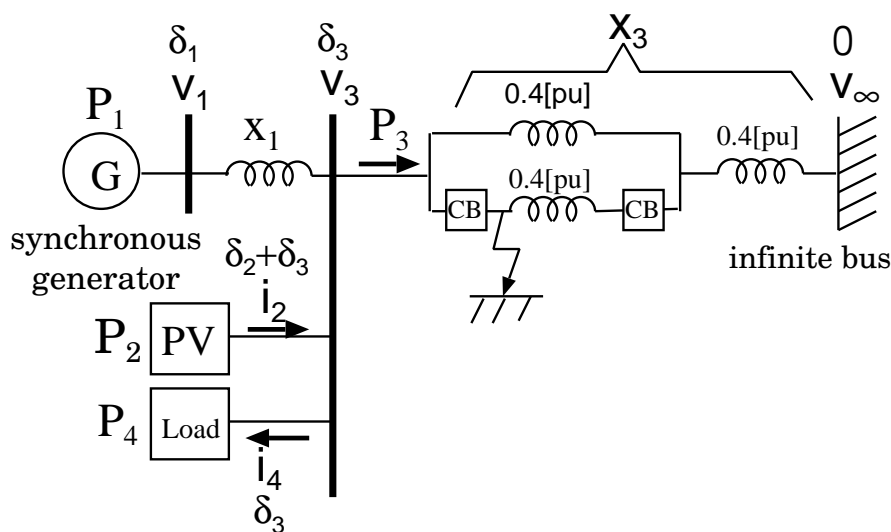 δ1
v1
δ3
v3
x3
0
v∞
P1
G
x1
P3
0.4[pu]
0.4[pu]
0.4[pu]
CB
CB
synchronous
generator
infinite bus
δ2+δ3
i2
P2
PV
P4
Load
i4
δ3